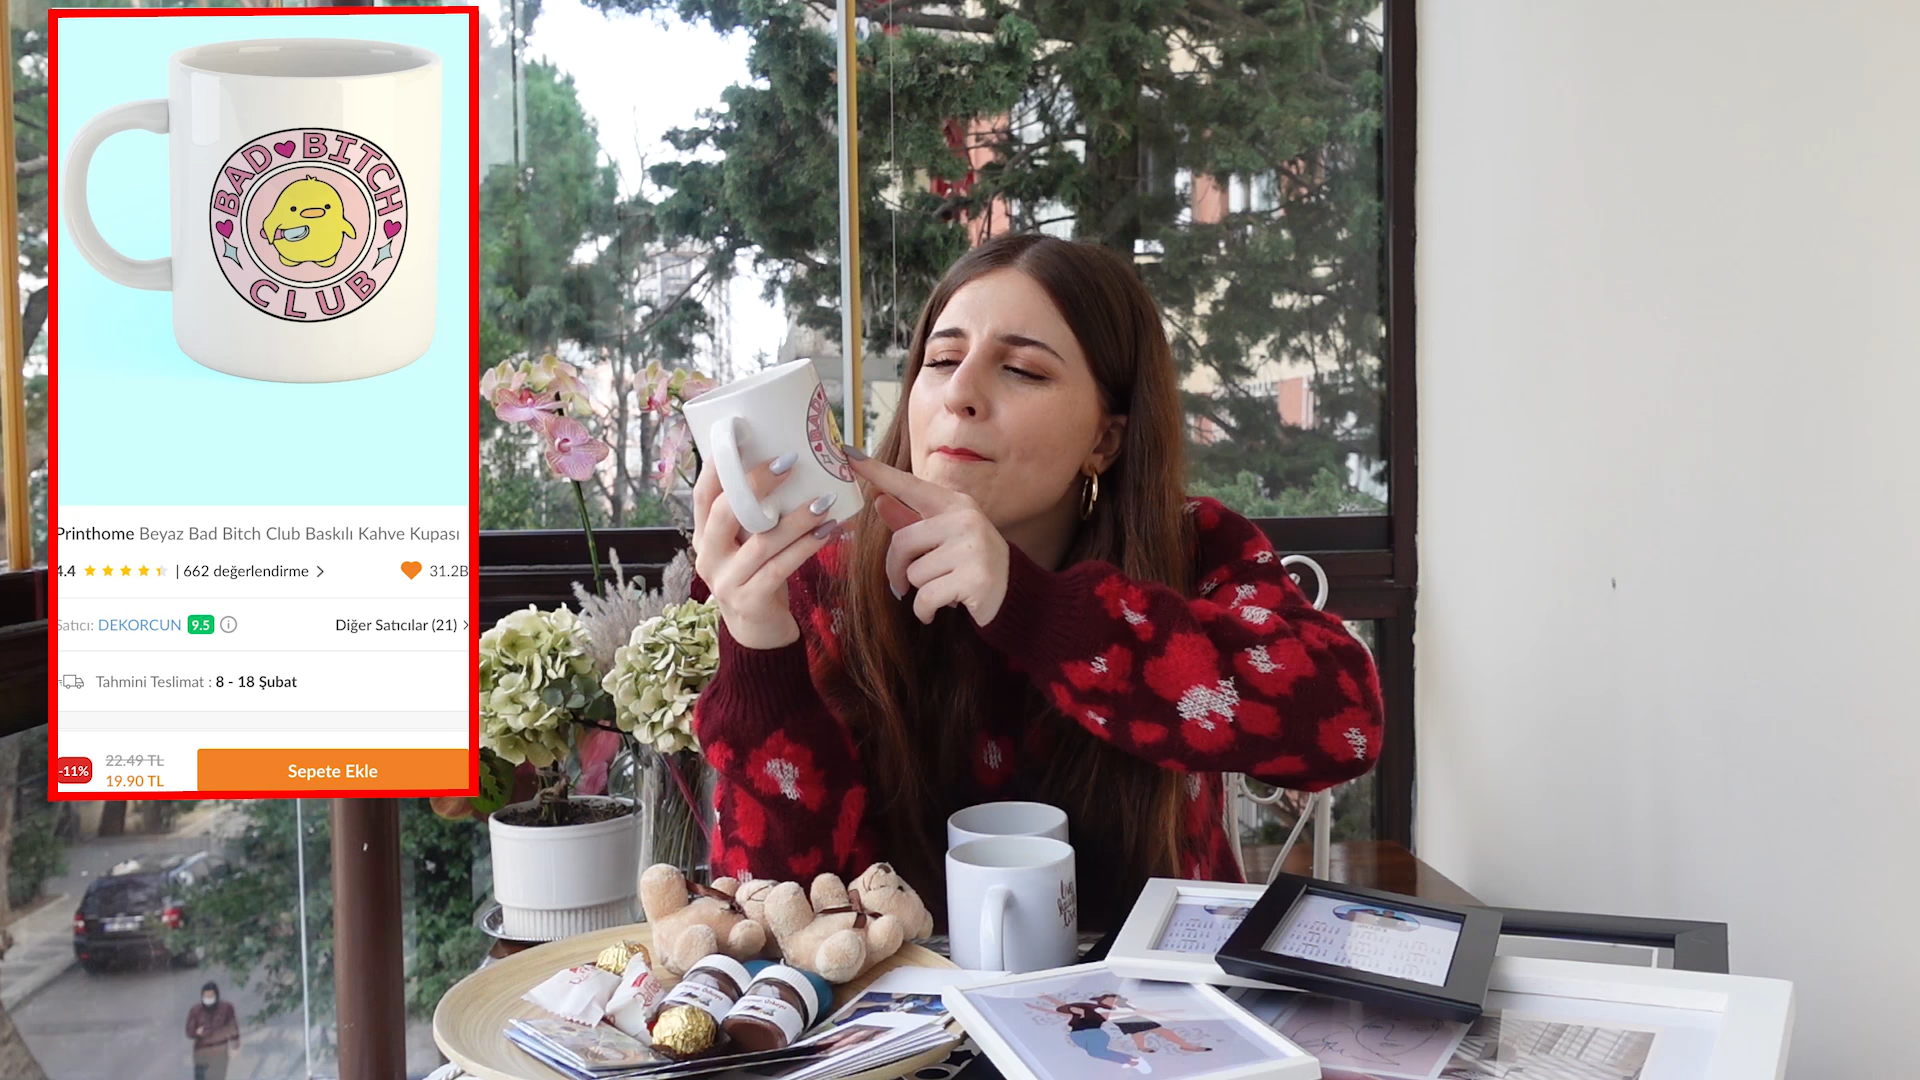 BAD BITCH
CLUB
Printhome Beyaz Bad Bitch Club Baskılı Kahve Kupası
4.4 | 662 değerlendirme 31.2B
Satıcı: DEKORCUN 9.5 Diğer Satıcılar (21)
Tahmini Teslimat : 8 - 18 Şubat
-11% 22.49 TL
19.90 TL
Sepete Ekle
BAD